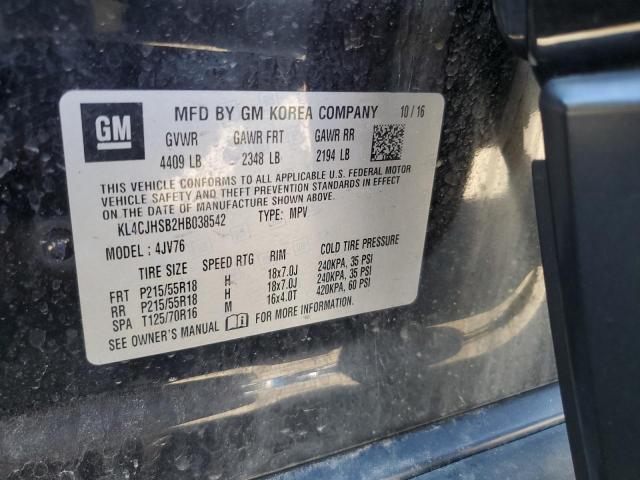 GM MFD BY GM KOREA COMPANY 10/16
GVWR GAWR FRT GAWR RR
4409 LB 2348 LB 2194 LB
THIS VEHICLE CONFORMS TO ALL APPLICABLE U.S. FEDERAL MOTOR
VEHICLE SAFETY AND THEFT PREVENTION STANDARDS IN EFFECT
ON THE DATE OF MANUFACTURE SHOWN ABOVE.
KL4CJHSB2HB038542 TYPE: MPV
MODEL: 4JV76
TIRE SIZE SPEED RTG RIM COLD TIRE PRESSURE
FRT P215/55R18 H 18x7.0J 240KPA, 35 PSI
RR P215/55R18 H 18x7.0J 240KPA, 35 PSI
SPA T125/70R16 M 16x4.0T 420KPA, 60 PSI
SEE OWNER'S MANUAL FOR MORE INFORMATION.